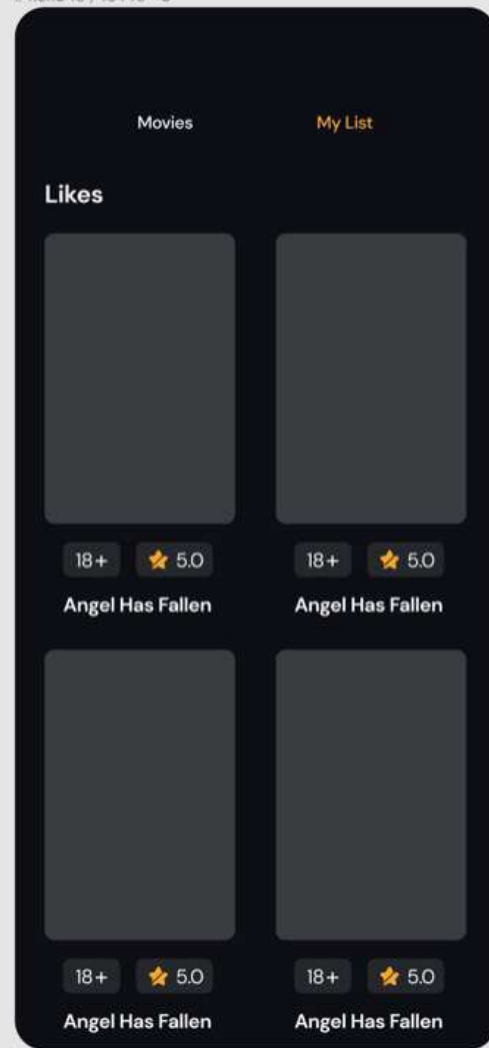 Movies My List
Likes
18+ 5.0 18+ 5.0
Angel Has Fallen Angel Has Fallen
18+ 5.0 18+ 5.0
Angel Has Fallen Angel Has Fallen